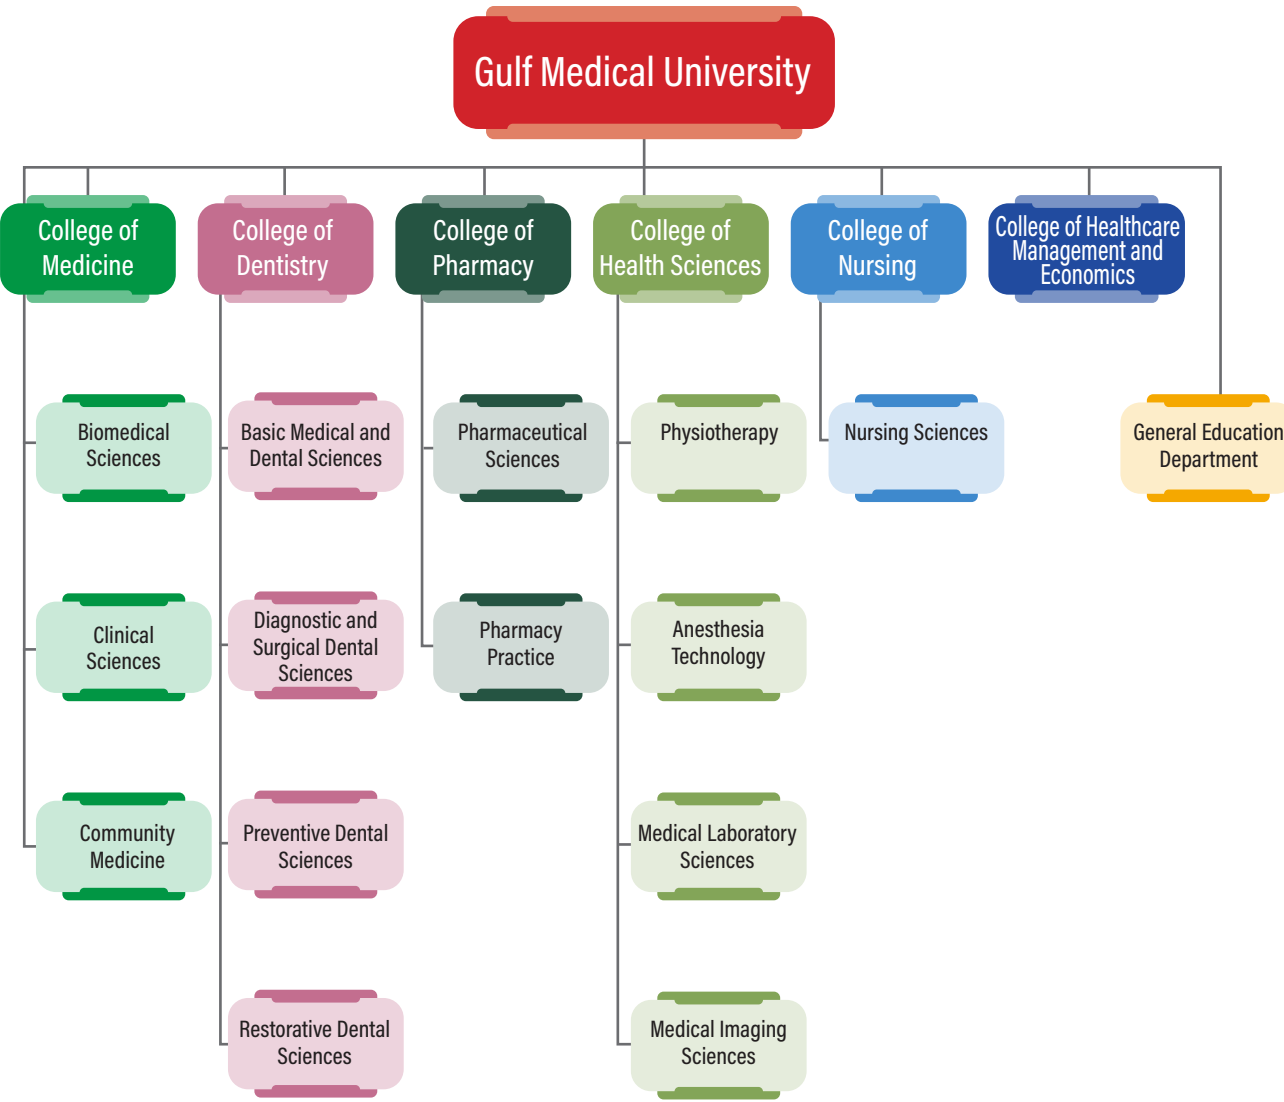 Gulf Medical University
College of
Medicine
College of
Dentistry
College of
Pharmacy
College of
Health Sciences
College of
Nursing
College of Healthcare
Management and
Economics
Biomedical
Sciences
Basic Medical and
Dental Sciences
Pharmaceutical
Sciences
Physiotherapy
Nursing Sciences
General Education
Department
Clinical
Sciences
Diagnostic and
Surgical Dental
Sciences
Pharmacy
Practice
Anesthesia
Technology
Community
Medicine
Preventive Dental
Sciences
Medical Laboratory
Sciences
Restorative Dental
Sciences
Medical Imaging
Sciences